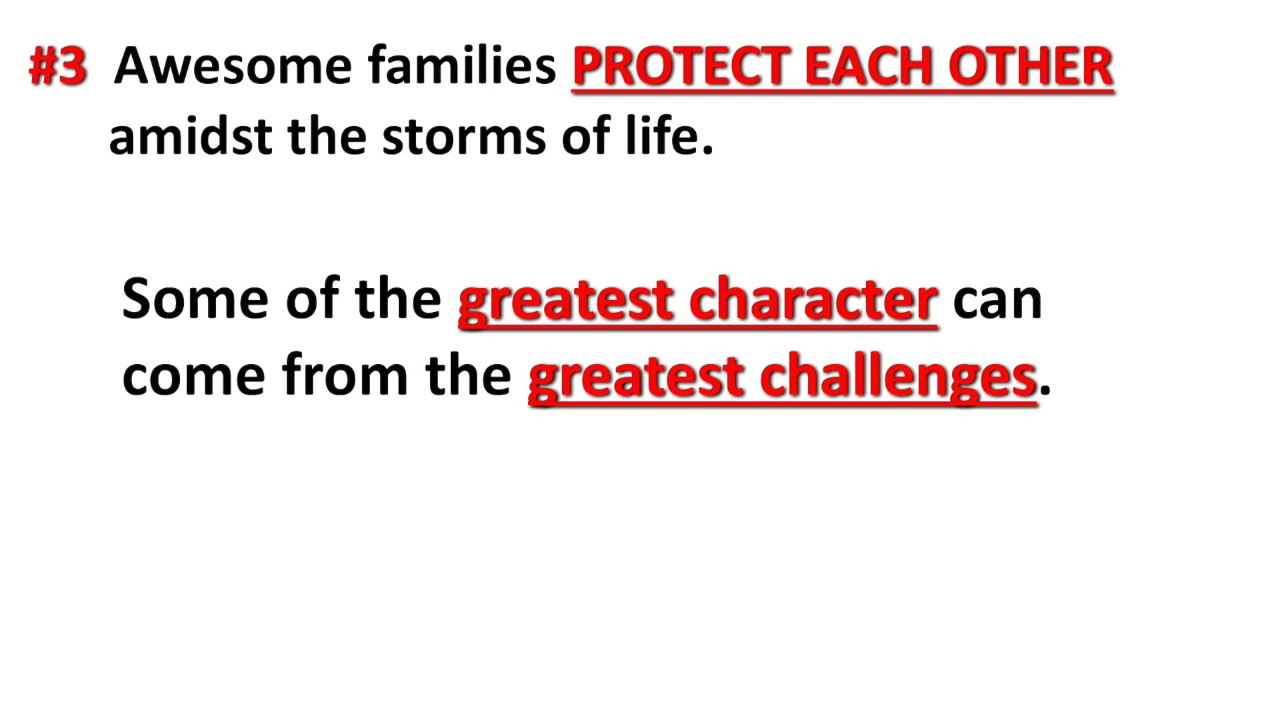 #3 Awesome families PROTECT EACH OTHER
amidst the storms of life.
Some of the greatest character can
come from the greatest challenges.